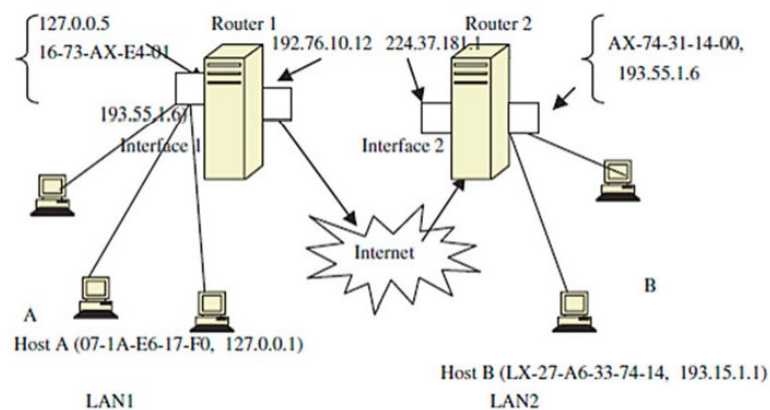 127.0.0.5
16-73-AX-E4-01
193.55.1.6)
Interface 1
Router 1
192.76.10.12
224.37.181.1
Router 2
Interface 2
AX-74-31-14-00,
193.55.1.6
Internet
A
B
Host A (07-1A-E6-17-F0, 127.0.0.1)
Host B (LX-27-A6-33-74-14, 193.15.1.1)
LAN1
LAN2